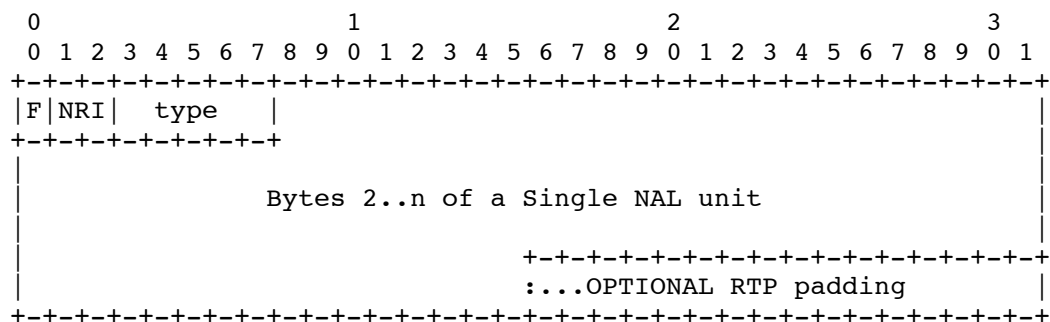 0                   1                   2                   3
 0 1 2 3 4 5 6 7 8 9 0 1 2 3 4 5 6 7 8 9 0 1 2 3 4 5 6 7 8 9 0 1
+-+-+-+-+-+-+-+-+-+-+-+-+-+-+-+-+-+-+-+-+-+-+-+-+-+-+-+-+-+-+-+-+
|F|NRI|  type   |                                               |
+-+-+-+-+-+-+-+-+                                               |
|                                                               |
|               Bytes 2..n of a Single NAL unit                 |
|                                                               |
|                               +-+-+-+-+-+-+-+-+-+-+-+-+-+-+-+-+
|                               :...OPTIONAL RTP padding        |
+-+-+-+-+-+-+-+-+-+-+-+-+-+-+-+-+-+-+-+-+-+-+-+-+-+-+-+-+-+-+-+-+